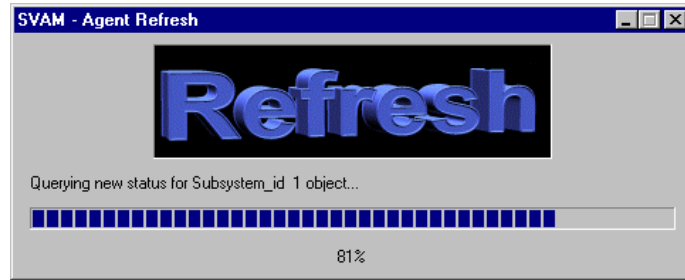 SVAM - Agent Refresh
Refresh
Querying new status for Subsystem_id 1 object...
81%